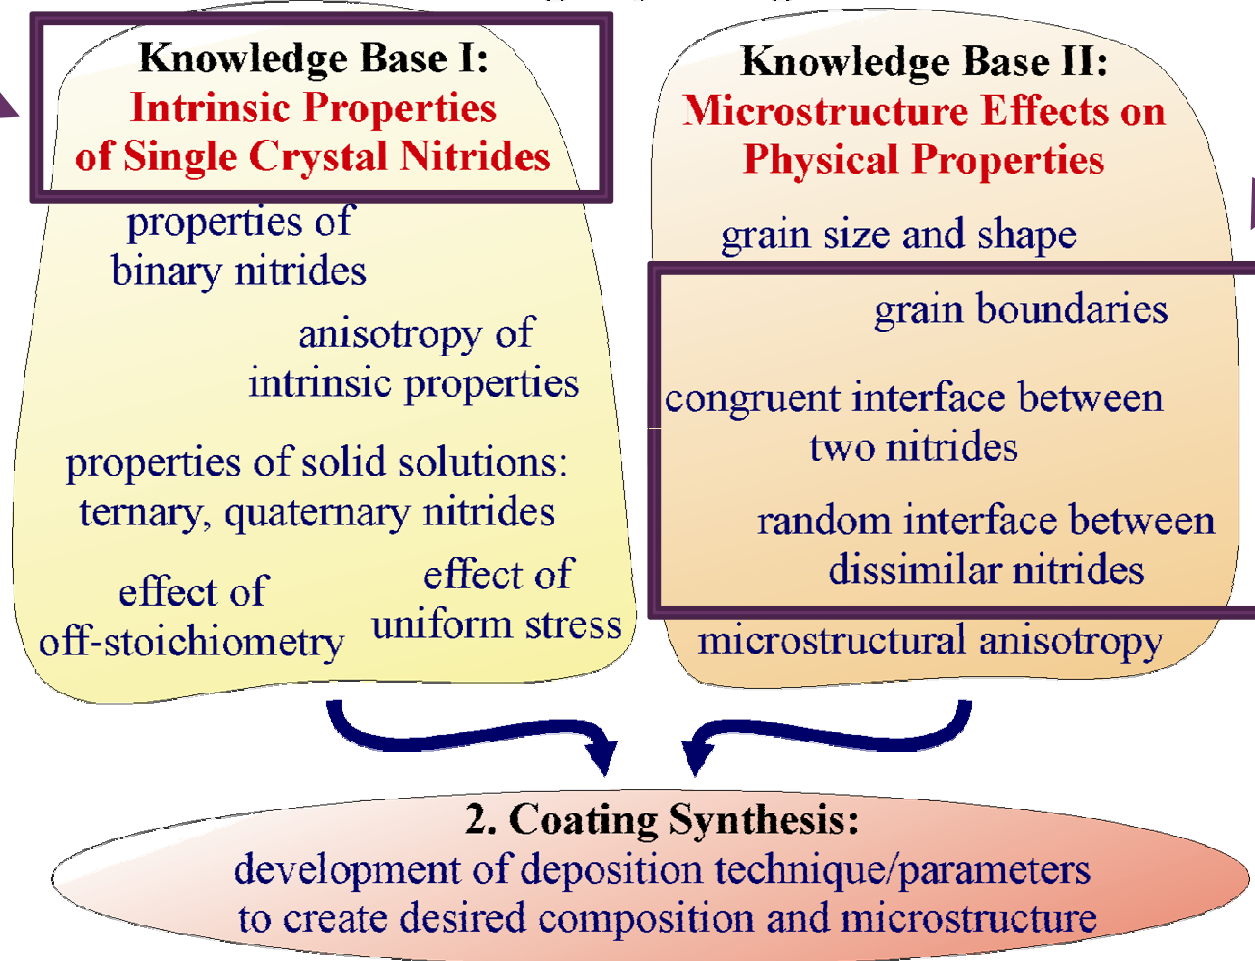 Knowledge Base I:
Intrinsic Properties
of Single Crystal Nitrides
properties of
binary nitrides
anisotropy of
intrinsic properties
properties of solid solutions:
ternary, quaternary nitrides
effect of
off-stoichiometry
effect of
uniform stress
Knowledge Base II:
Microstructure Effects on
Physical Properties
grain size and shape
grain boundaries
congruent interface between
two nitrides
random interface between
dissimilar nitrides
microstructural anisotropy
2. Coating Synthesis:
development of deposition technique/parameters
to create desired composition and microstructure